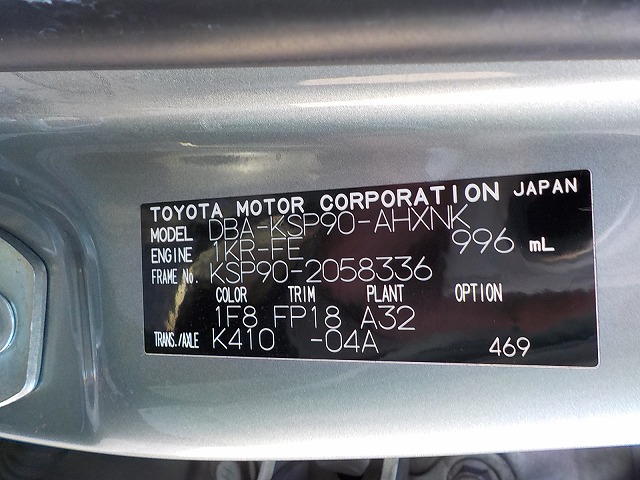 TOYOTA MOTOR CORPORATION JAPAN
MODEL DBA-KSP90-AHXNK
ENGINE 1KR-FE 996 mL
FRAME No. KSP90-2058336
COLOR TRIM PLANT OPTION
1F8 FP18 A32
TRANS./AXLE K410 -04A 469